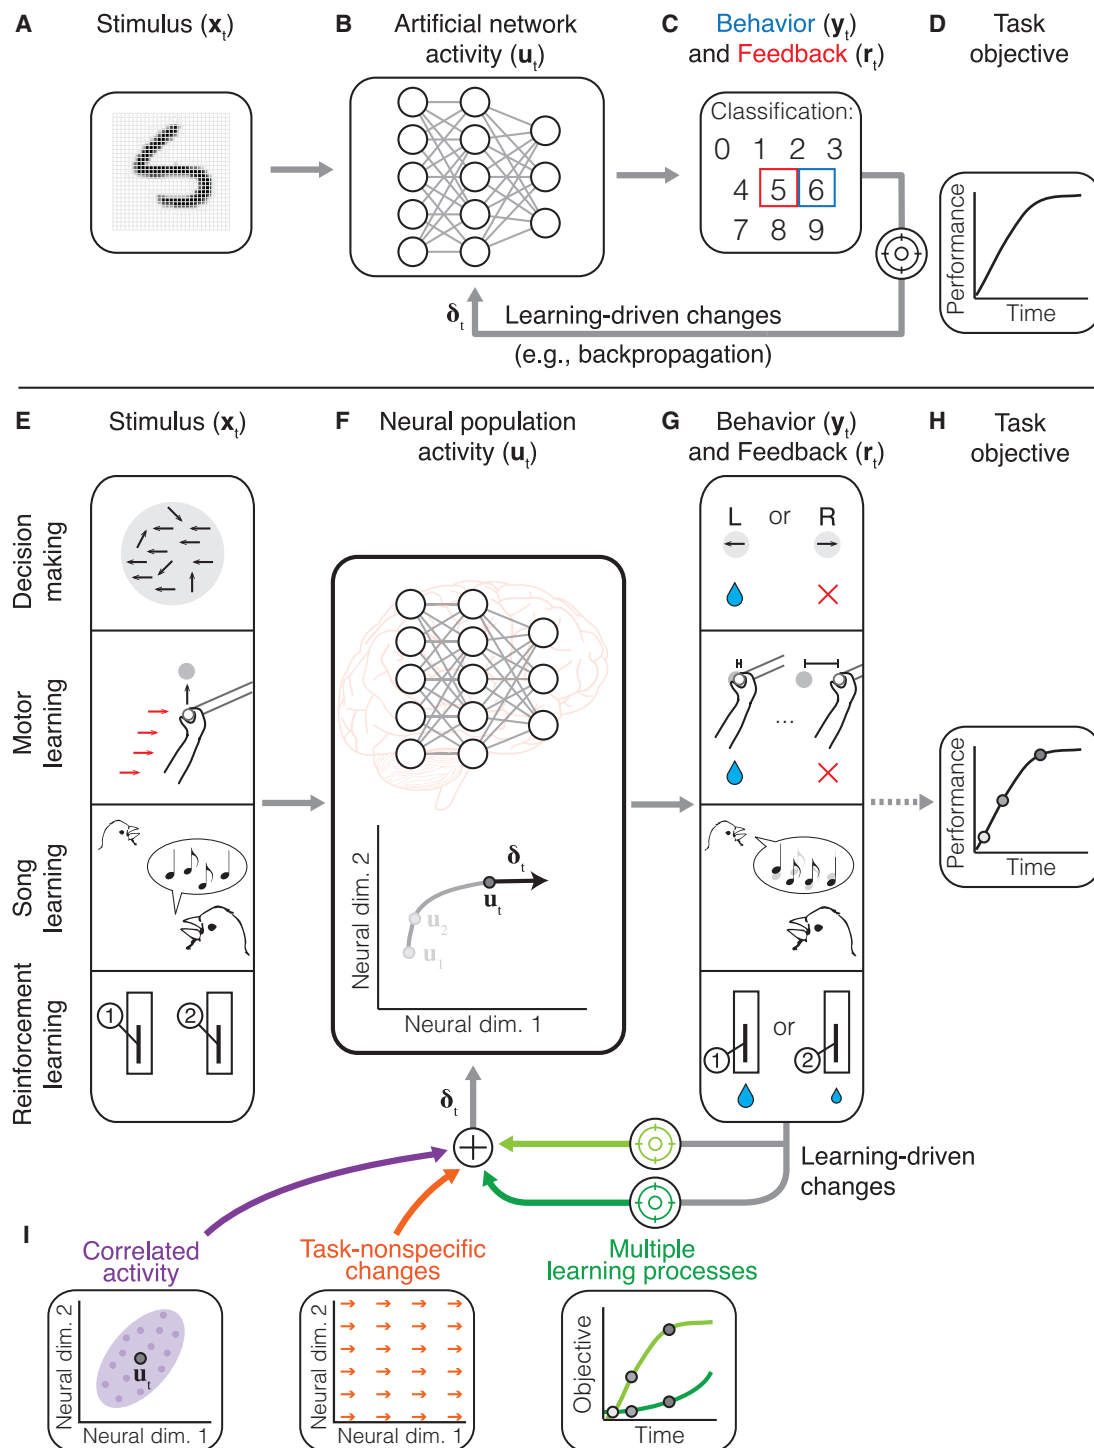 A
Stimulus (xt)
B
Artificial network
activity (ut)
C
Behavior (yt)
and Feedback (rt)
D
Task
objective
Classification:
0 1 2 3
4 5 6
7 8 9
Performance
Time
δt
Learning-driven changes
(e.g., backpropagation)
E
Stimulus (xt)
F
Neural population
activity (ut)
G
Behavior (yt)
and Feedback (rt)
H
Task
objective
Decision
making
Motor
learning
Song
learning
Reinforcement
learning
1
2
Neural dim. 2
Neural dim. 1
δt
ut
u2
u1
L or R
...
1
or
2
Performance
Time
δt
Learning-driven
changes
I
Correlated
activity
Neural dim. 2
ut
Neural dim. 1
Task-nonspecific
changes
Neural dim. 2
Neural dim. 1
Multiple
learning processes
Objective
Time